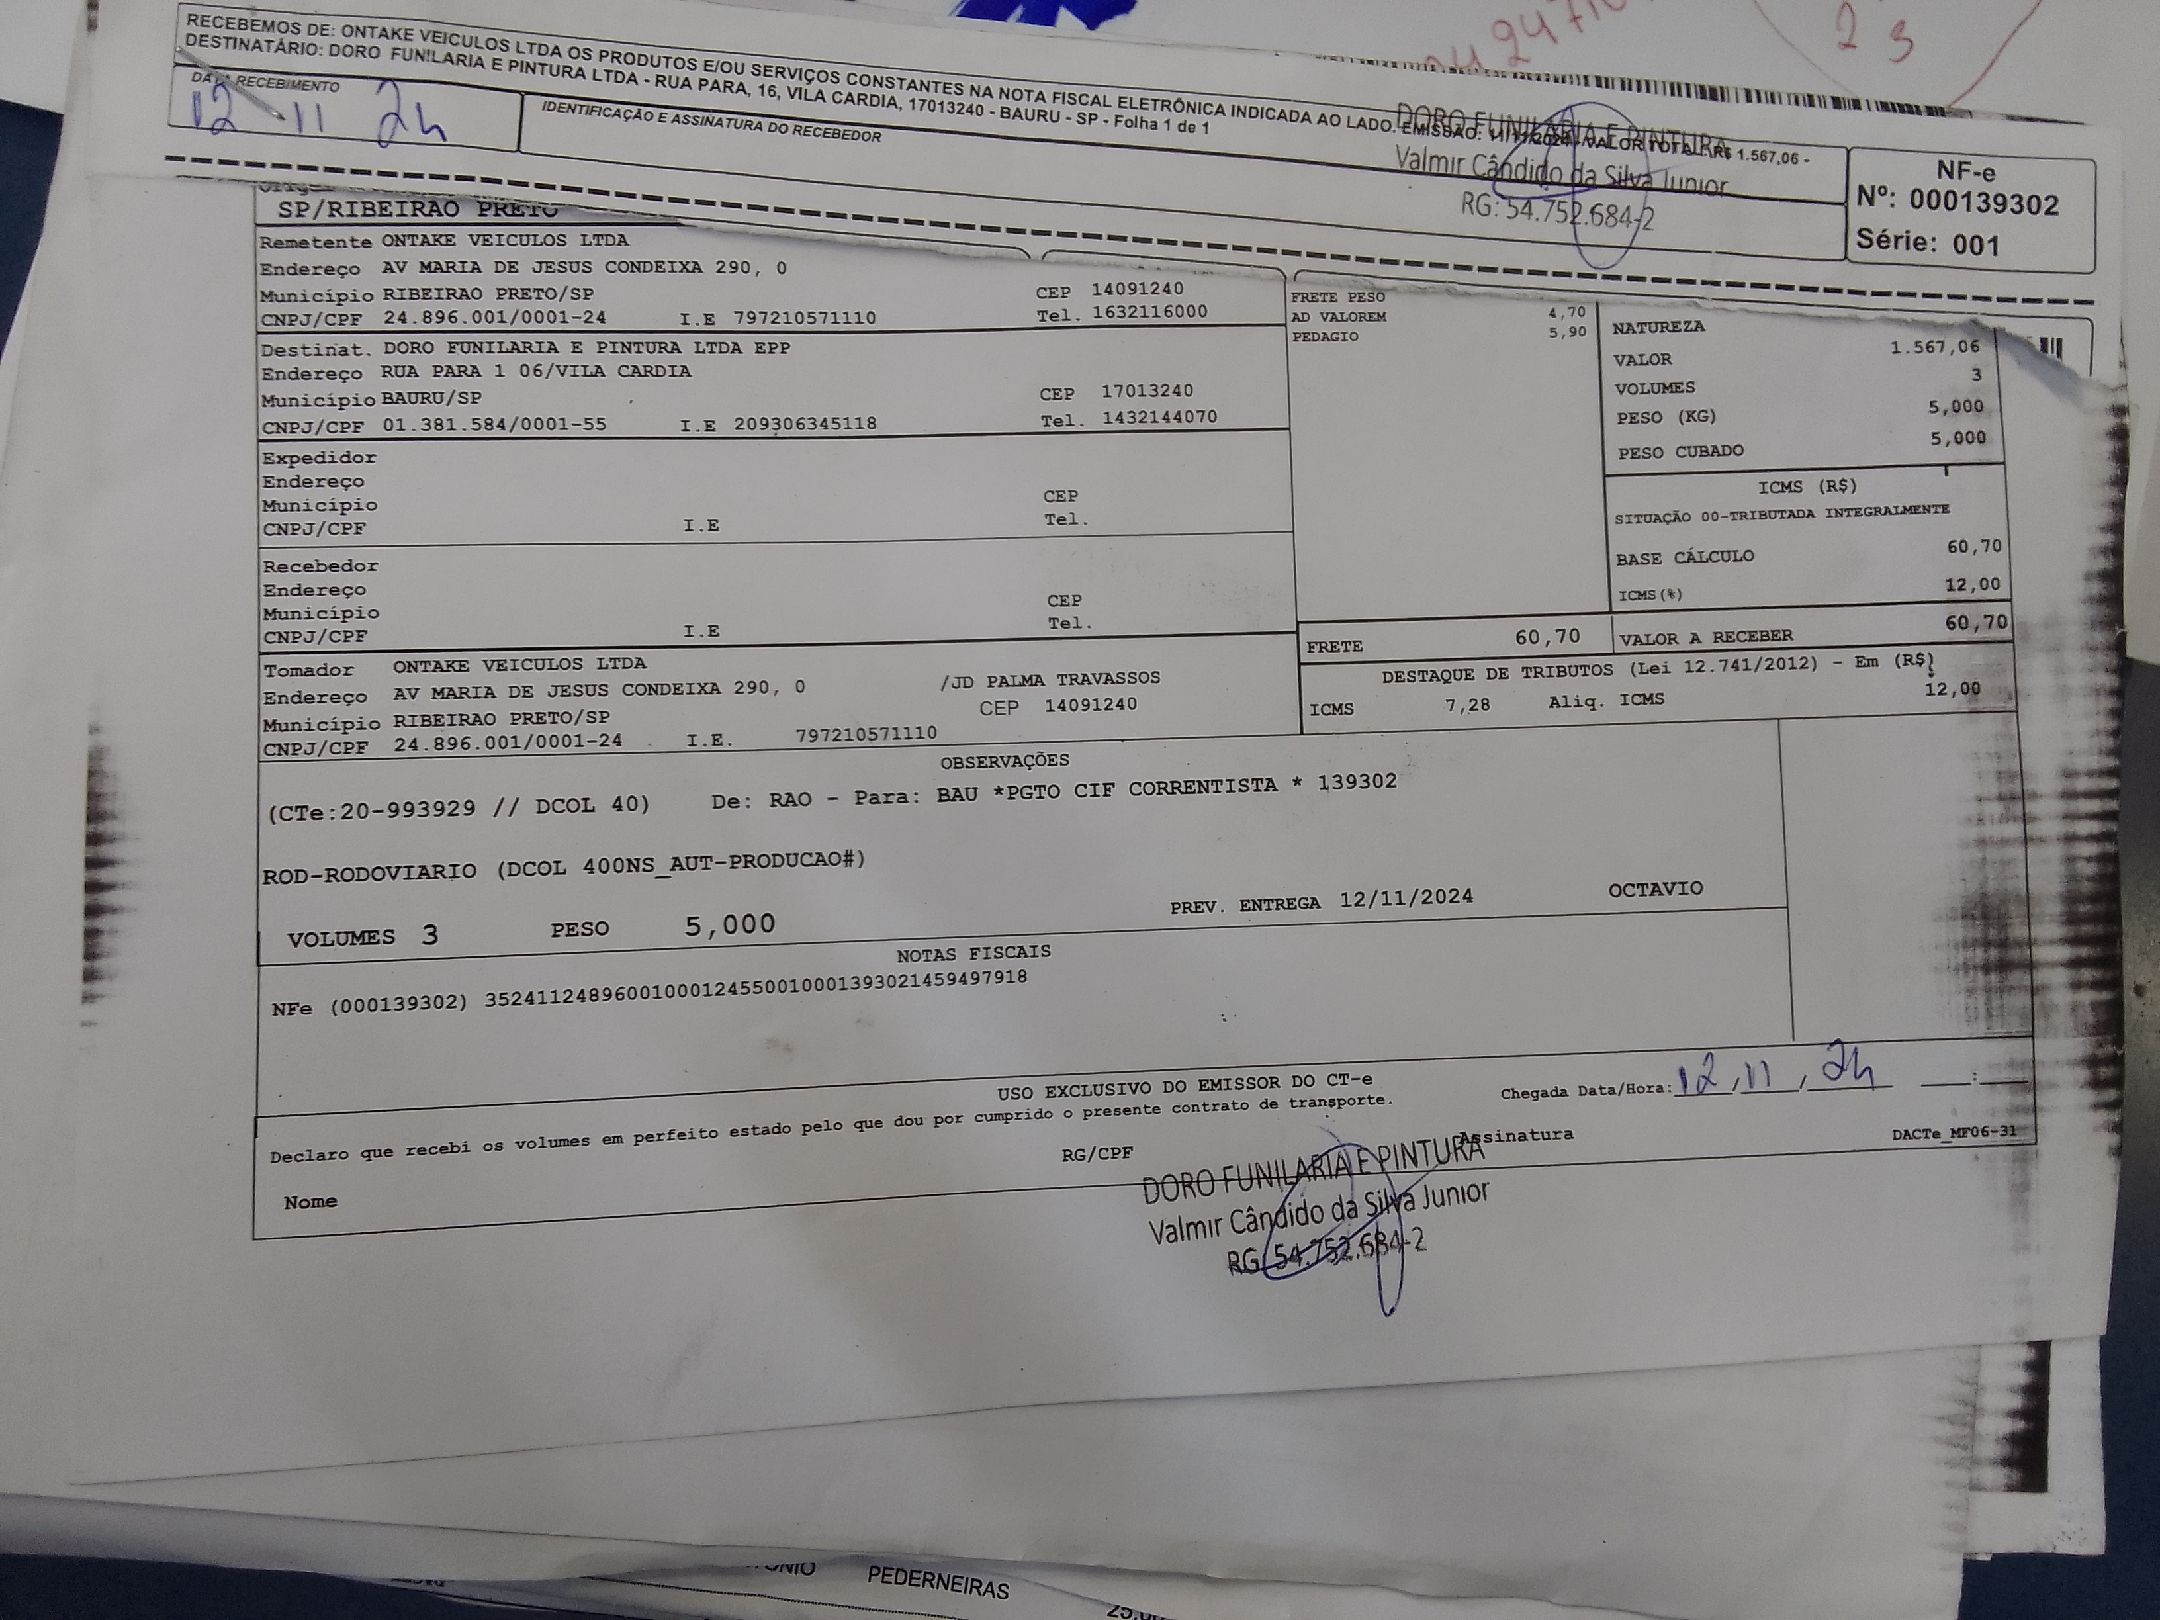 23
RECEBEMOS DE: ONTAKE VEICULOS LTDA OS PRODUTOS E/OU SERVIÇOS CONSTANTES NA NOTA FISCAL ELETRÔNICA INDICADA AO LADO. EMISSÃO: 11/11/2024 VALOR TOTAL: R$ 1.567,06 -
DESTINATÁRIO: DORO FUNILARIA E PINTURA LTDA - RUA PARA, 16, VILA CARDIA, 17013240 - BAURU - SP - Folha 1 de 1
DATA RECEBIMENTO
12 11 24
IDENTIFICAÇÃO E ASSINATURA DO RECEBEDOR
DORO FUNILARIA E PINTURA
Valmir Cândido da Silva Junior
RG: 54.752.684-2
NF-e
Nº: 000139302
Série: 001
SP/RIBEIRAO PRETO
Remetente ONTAKE VEICULOS LTDA
Endereço AV MARIA DE JESUS CONDEIXA 290, 0
Município RIBEIRAO PRETO/SP CEP 14091240
CNPJ/CPF 24.896.001/0001-24 I.E 797210571110 Tel. 1632116000
Destinat. DORO FUNILARIA E PINTURA LTDA EPP
Endereço RUA PARA 1 06/VILA CARDIA
Município BAURU/SP CEP 17013240
CNPJ/CPF 01.381.584/0001-55 I.E 209306345118 Tel. 1432144070
Expedidor
Endereço
Município CEP
CNPJ/CPF I.E Tel.
Recebedor
Endereço
Município CEP
CNPJ/CPF I.E Tel.
Tomador ONTAKE VEICULOS LTDA
Endereço AV MARIA DE JESUS CONDEIXA 290, 0 /JD PALMA TRAVASSOS
Município RIBEIRAO PRETO/SP CEP 14091240
CNPJ/CPF 24.896.001/0001-24 I.E. 797210571110
FRETE PESO
AD VALOREM 4,70
PEDAGIO 5,90
NATUREZA
VALOR 1.567,06
VOLUMES 3
PESO (KG) 5,000
PESO CUBADO 5,000
ICMS (R$)
SITUAÇÃO 00-TRIBUTADA INTEGRALMENTE
BASE CÁLCULO 60,70
ICMS(%) 12,00
FRETE 60,70 VALOR A RECEBER 60,70
DESTAQUE DE TRIBUTOS (Lei 12.741/2012) - Em (R$)
ICMS 7,28 Aliq. ICMS 12,00
OBSERVAÇÕES
(CTe:20-993929 // DCOL 40) De: RAO - Para: BAU *PGTO CIF CORRENTISTA * 139302
ROD-RODOVIARIO (DCOL 400NS_AUT-PRODUCAO#)
VOLUMES 3 PESO 5,000 PREV. ENTREGA 12/11/2024 OCTAVIO
NOTAS FISCAIS
NFe (000139302) 35241124896001000124550010001393021459497918
USO EXCLUSIVO DO EMISSOR DO CT-e
Chegada Data/Hora: 12,11,24 :
Declaro que recebi os volumes em perfeito estado pelo que dou por cumprido o presente contrato de transporte.
Nome RG/CPF Assinatura DACTe_MF06-31
DORO FUNILARIA E PINTURA
Valmir Cândido da Silva Junior
RG: 54.752.684-2
PEDERNEIRAS